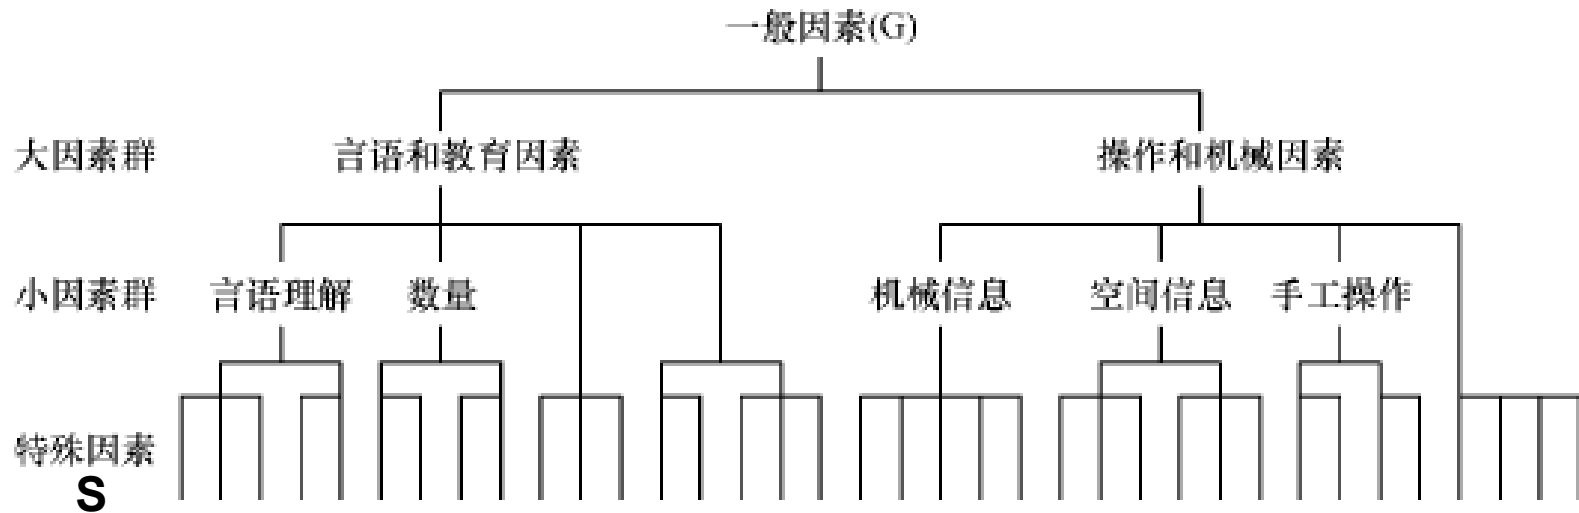 一般因素(G)
大因素群 言语和教育因素 操作和机械因素
小因素群 言语理解 数量 机械信息 空间信息 手工操作
特殊因素
S